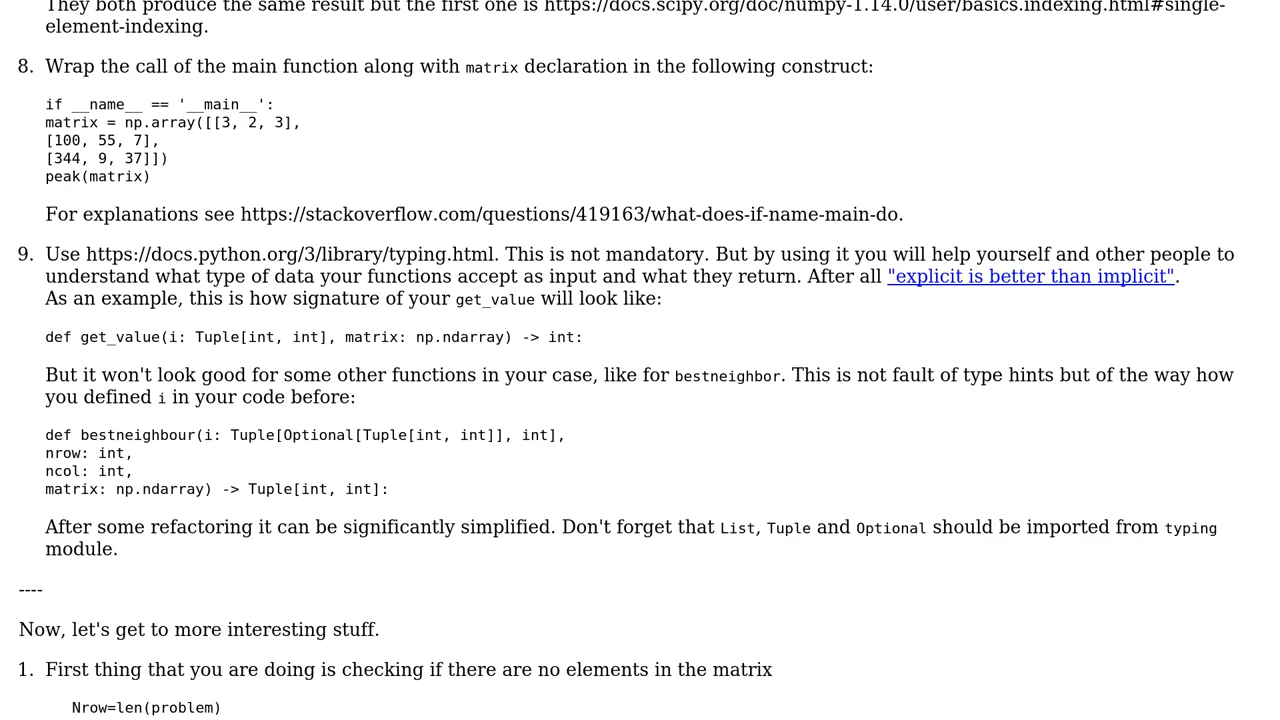 They both produce the same result but the first one is https://docs.scipy.org/doc/numpy-1.14.0/user/basics.indexing.html#single-
element-indexing.
8. Wrap the call of the main function along with matrix declaration in the following construct:
if __name__ == '__main__':
matrix = np.array([[3, 2, 3],
[100, 55, 7],
[344, 9, 37]])
peak(matrix)
For explanations see https://stackoverflow.com/questions/419163/what-does-if-name-main-do.
9. Use https://docs.python.org/3/library/typing.html. This is not mandatory. But by using it you will help yourself and other people to
understand what type of data your functions accept as input and what they return. After all "explicit is better than implicit".
As an example, this is how signature of your get_value will look like:
def get_value(i: Tuple[int, int], matrix: np.ndarray) -> int:
But it won't look good for some other functions in your case, like for bestneighbor. This is not fault of type hints but of the way how
you defined i in your code before:
def bestneighbour(i: Tuple[Optional[Tuple[int, int]], int],
nrow: int,
ncol: int,
matrix: np.ndarray) -> Tuple[int, int]:
After some refactoring it can be significantly simplified. Don't forget that List, Tuple and Optional should be imported from typing
module.
----
Now, let's get to more interesting stuff.
1. First thing that you are doing is checking if there are no elements in the matrix
Nrow=len(problem)